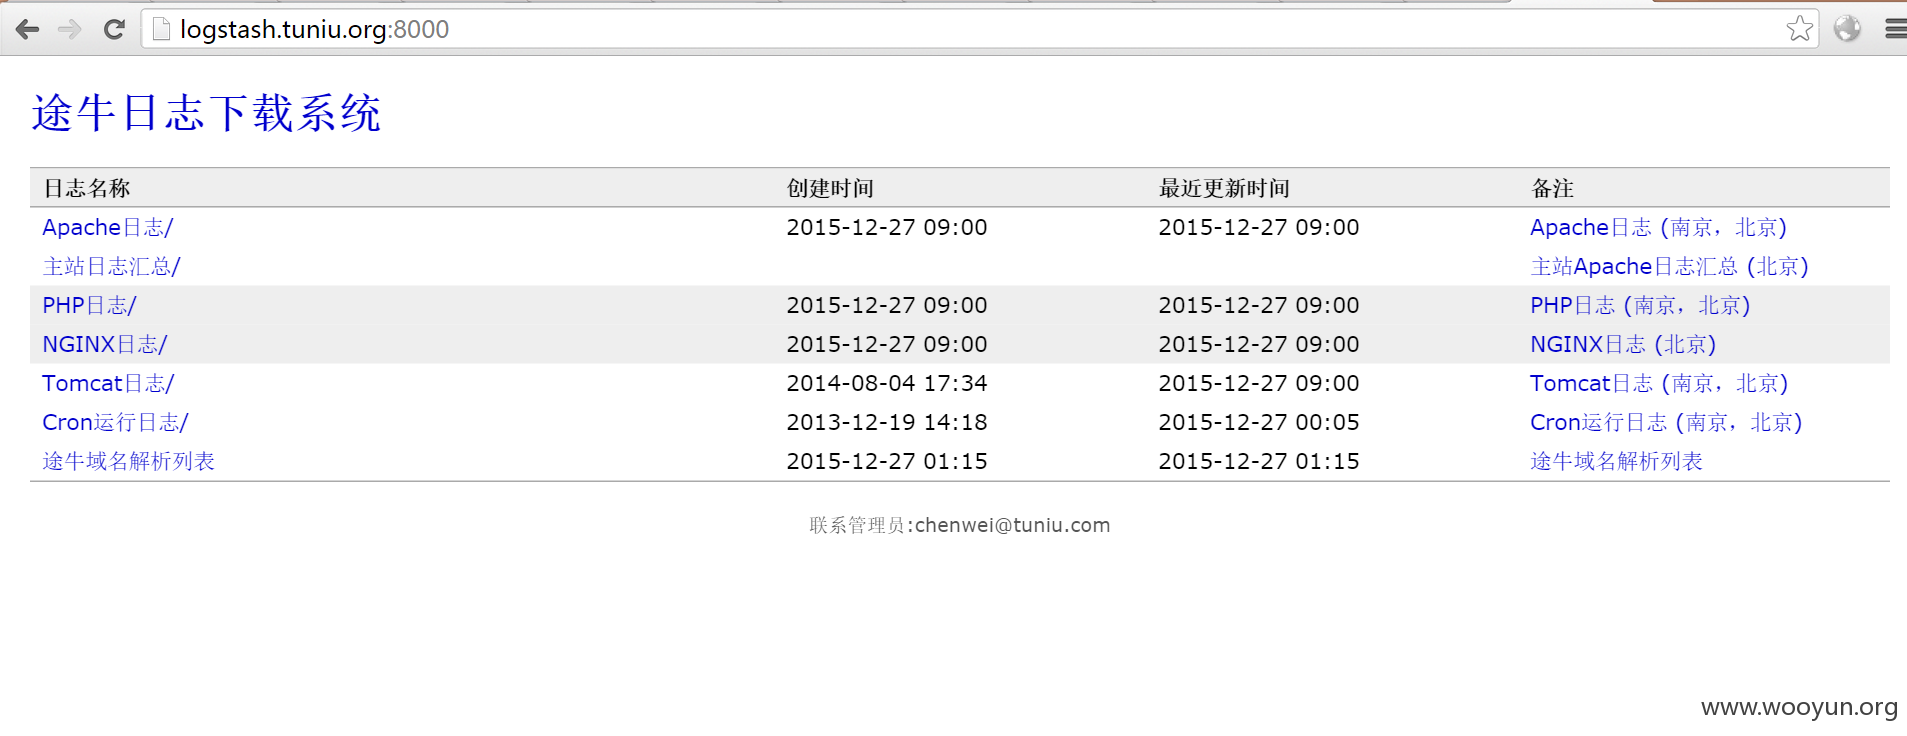 logstash.tuniu.org:8000
途牛日志下载系统
日志名称 创建时间 最近更新时间 备注
Apache日志/ 2015-12-27 09:00 2015-12-27 09:00 Apache日志 (南京，北京)
主站日志汇总/ 主站Apache日志汇总 (北京)
PHP日志/ 2015-12-27 09:00 2015-12-27 09:00 PHP日志 (南京，北京)
NGINX日志/ 2015-12-27 09:00 2015-12-27 09:00 NGINX日志 (北京)
Tomcat日志/ 2014-08-04 17:34 2015-12-27 09:00 Tomcat日志 (南京，北京)
Cron运行日志/ 2013-12-19 14:18 2015-12-27 00:05 Cron运行日志 (南京，北京)
途牛域名解析列表 2015-12-27 01:15 2015-12-27 01:15 途牛域名解析列表
联系管理员:chenwei@tuniu.com
www.wooyun.org